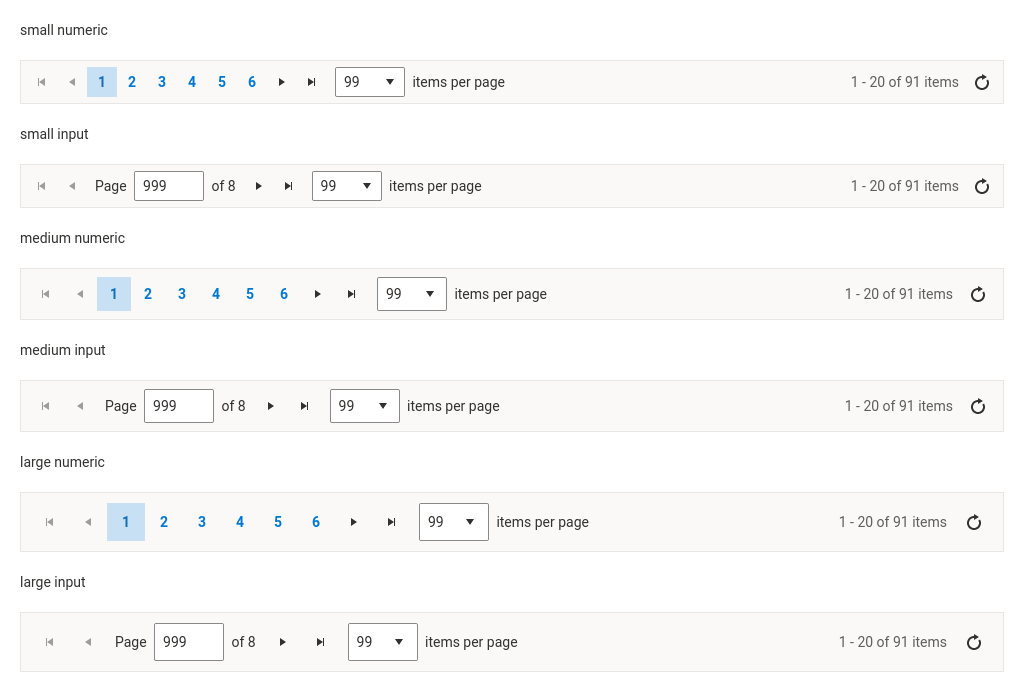 small numeric
1 2 3 4 5 6 99 items per page 1 - 20 of 91 items
small input
Page 999 of 8 99 items per page 1 - 20 of 91 items
medium numeric
1 2 3 4 5 6 99 items per page 1 - 20 of 91 items
medium input
Page 999 of 8 99 items per page 1 - 20 of 91 items
large numeric
1 2 3 4 5 6 99 items per page 1 - 20 of 91 items
large input
Page 999 of 8 99 items per page 1 - 20 of 91 items